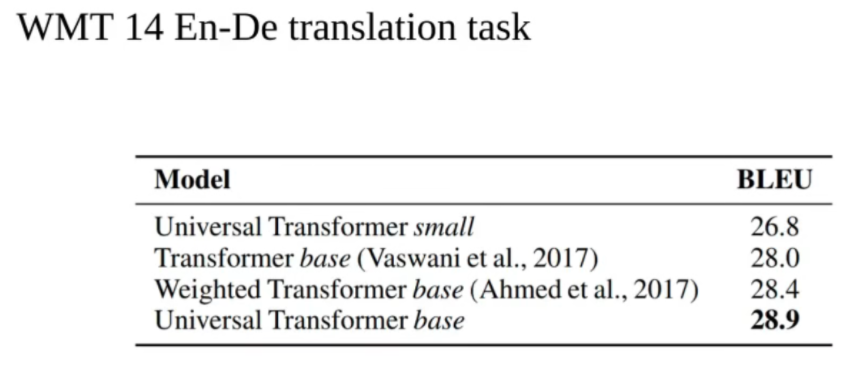 WMT 14 En-De translation task
Model BLEU
Universal Transformer small 26.8
Transformer base (Vaswani et al., 2017) 28.0
Weighted Transformer base (Ahmed et al., 2017) 28.4
Universal Transformer base 28.9